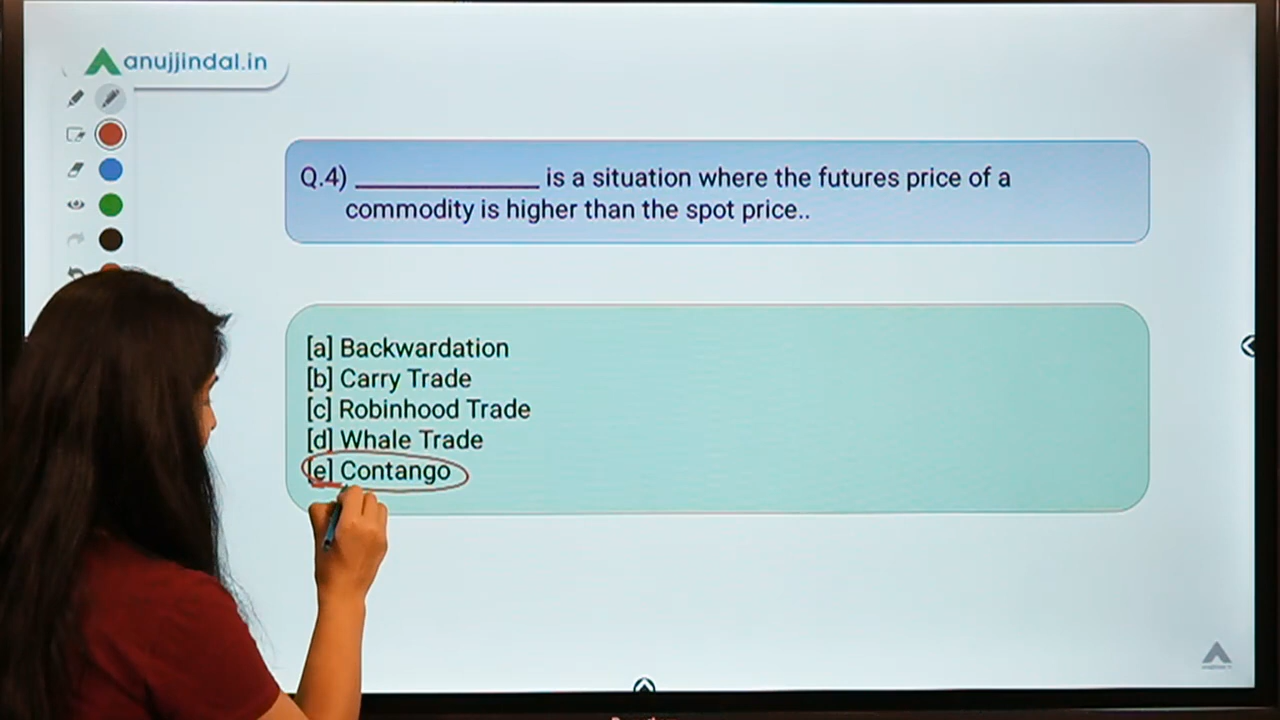 anujjindal.in
Q.4) _____________ is a situation where the futures price of a
commodity is higher than the spot price..
[a] Backwardation
[b] Carry Trade
[c] Robinhood Trade
[d] Whale Trade
[e] Contango